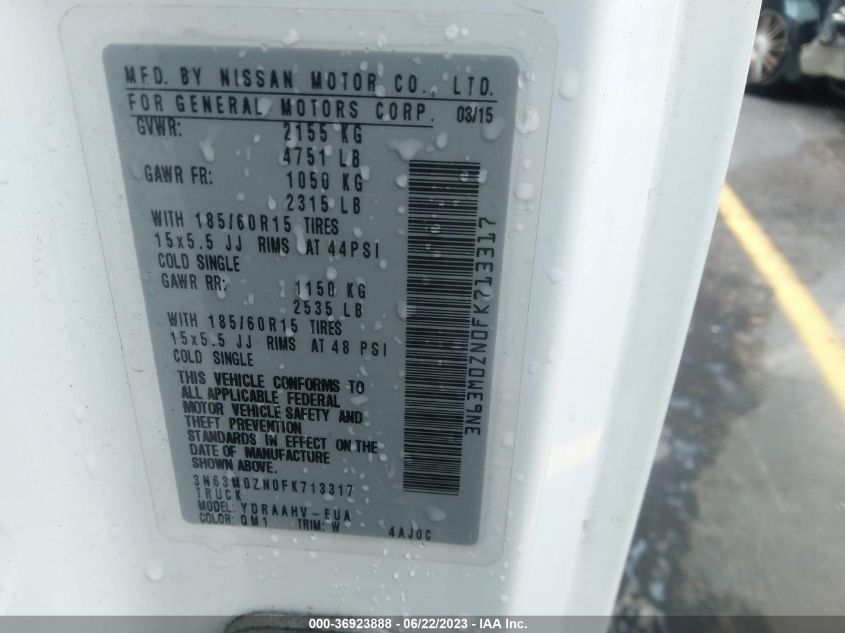 MFD. BY NISSAN MOTOR CO., LTD.
FOR GENERAL MOTORS CORP. 03/15
GVWR: 2155 KG
4751 LB
GAWR FR: 1050 KG
2315 LB
WITH 185/60R15 TIRES
15x5.5 JJ RIMS AT 44PSI
COLD SINGLE
GAWR RR: 1150 KG
2535 LB
WITH 185/60R15 TIRES
15x5.5 JJ RIMS AT 48 PSI
COLD SINGLE
THIS VEHICLE CONFORMS TO
ALL APPLICABLE FEDERAL
MOTOR VEHICLE SAFETY AND
THEFT PREVENTION
STANDARDS IN EFFECT ON THE
DATE OF MANUFACTURE
SHOWN ABOVE.
3N63M0ZN0FK713317
TRUCK
MODEL: YDRAAHV-EUA
COLOR: QM1 TRIM: W 4AJ0C
3N63M0ZN0FK713317
000-36923888 - 06/22/2023 - IAA Inc.